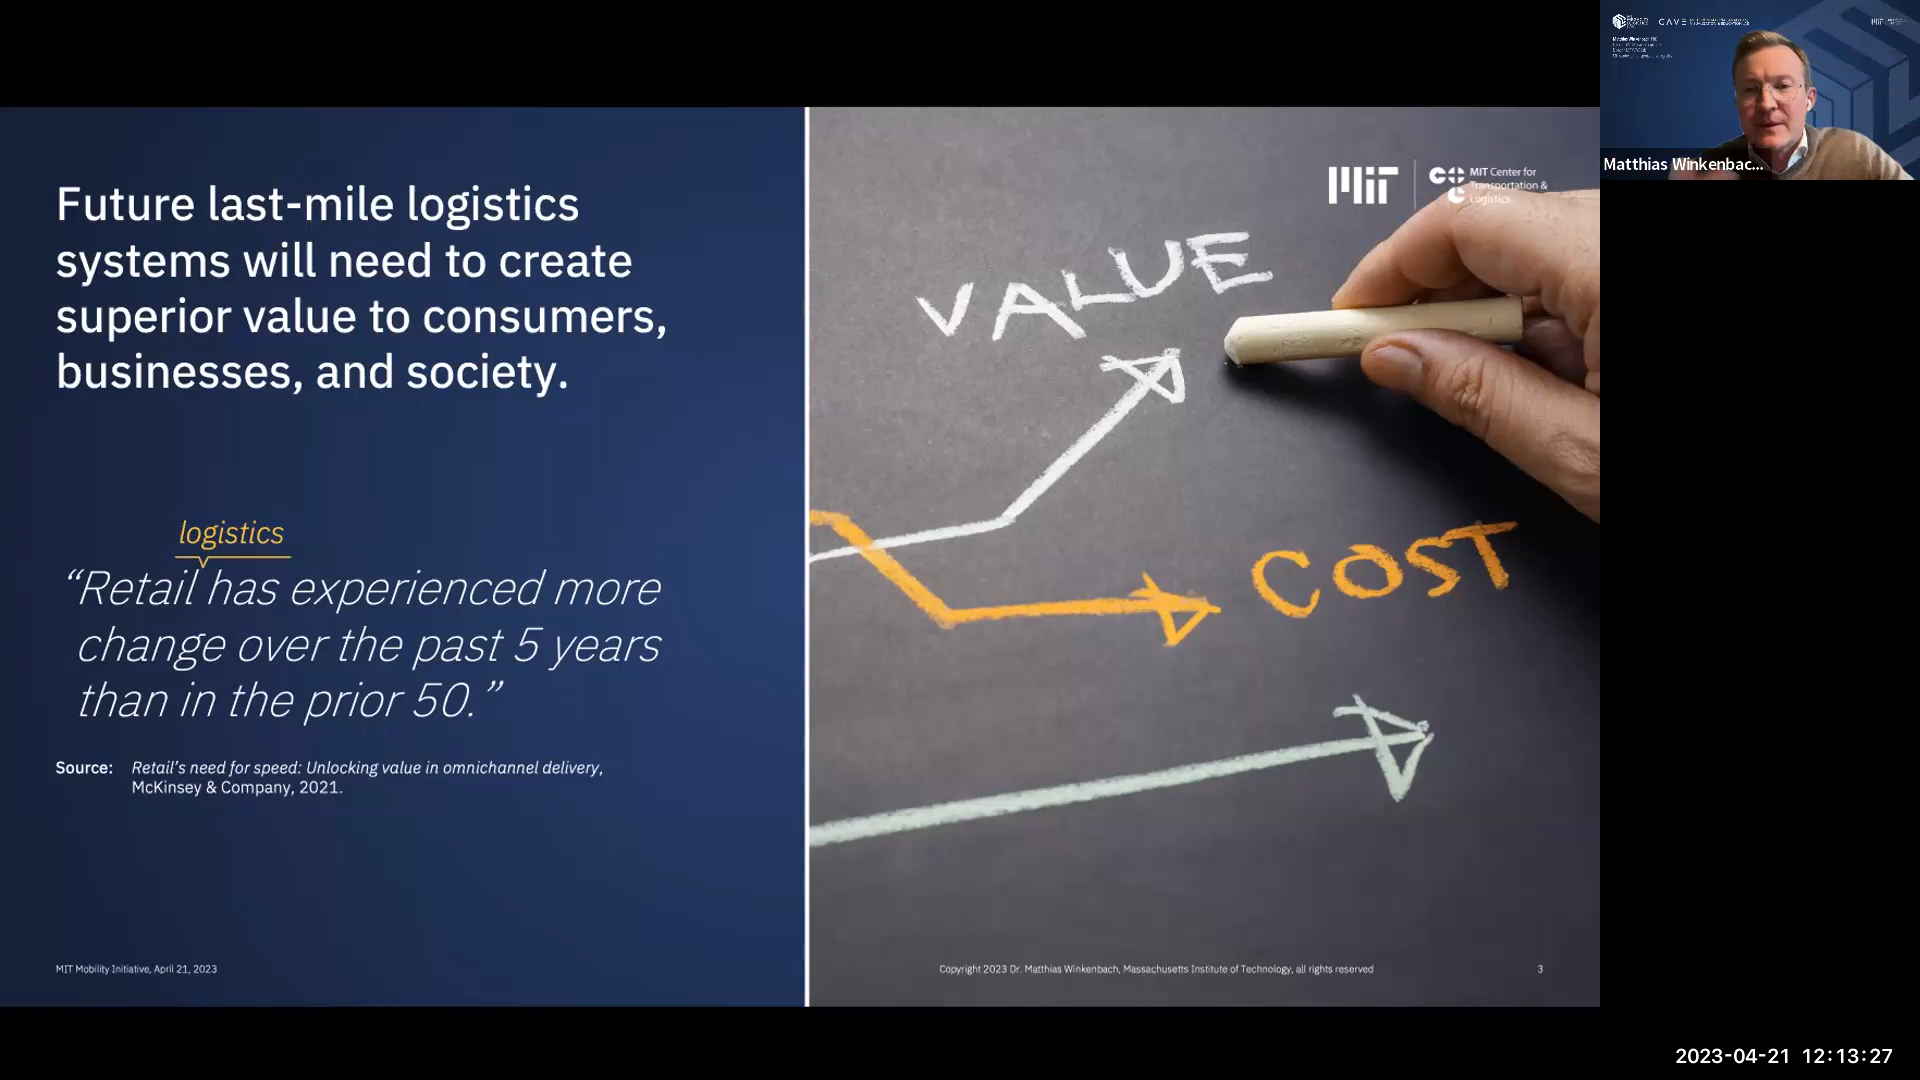 Future last-mile logistics
systems will need to create
superior value to consumers,
businesses, and society.
logistics
“Retail has experienced more
change over the past 5 years
than in the prior 50.”
Source: Retail’s need for speed: Unlocking value in omnichannel delivery,
McKinsey & Company, 2021.
MIT Mobility Initiative, April 21, 2023
MIT
MIT Center for
Transportation &
Logistics
VALUE
COST
Copyright 2023 Dr. Matthias Winkenbach, Massachusetts Institute of Technology, all rights reserved
3
CAVE
MIT
Matthias Winkenbac...
2023-04-21 12:13:27